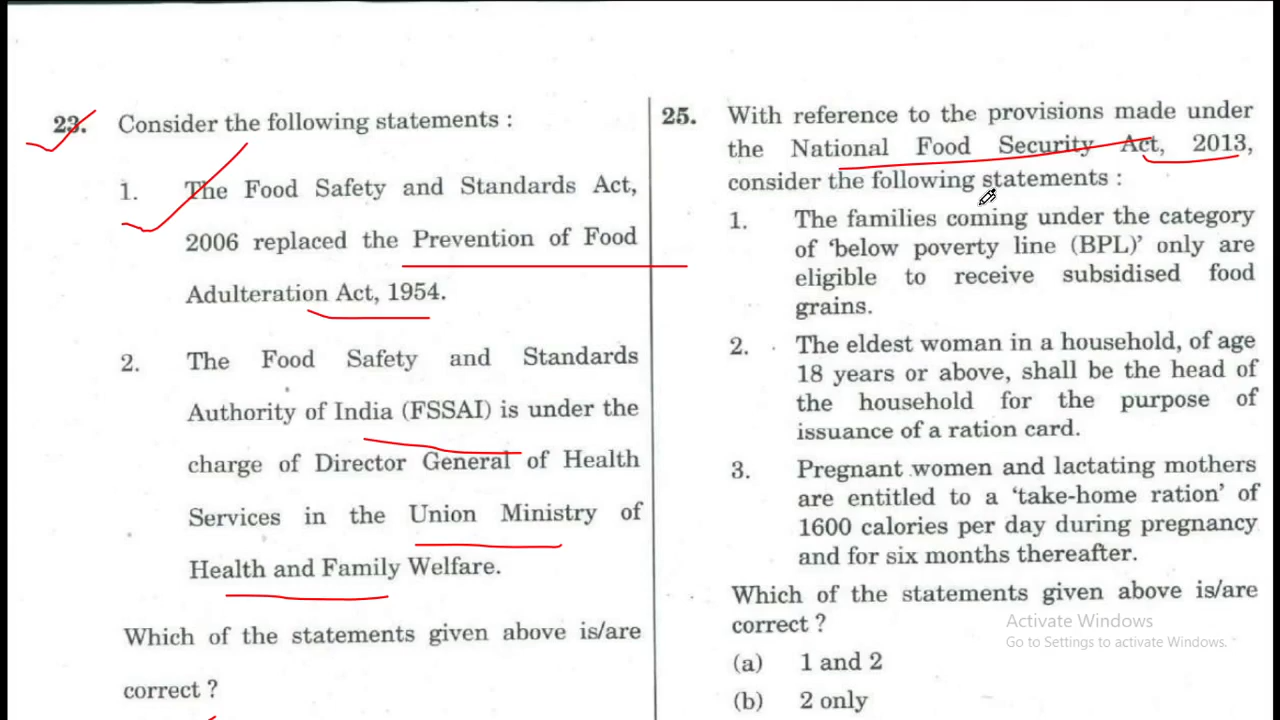 23. Consider the following statements :
1. The Food Safety and Standards Act,
2006 replaced the Prevention of Food
Adulteration Act, 1954.
2. The Food Safety and Standards
Authority of India (FSSAI) is under the
charge of Director General of Health
Services in the Union Ministry of
Health and Family Welfare.
Which of the statements given above is/are
correct ?
25. With reference to the provisions made under
the National Food Security Act, 2013,
consider the following statements :
1. The families coming under the category
of ‘below poverty line (BPL)’ only are
eligible to receive subsidised food
grains.
2. The eldest woman in a household, of age
18 years or above, shall be the head of
the household for the purpose of
issuance of a ration card.
3. Pregnant women and lactating mothers
are entitled to a ‘take-home ration’ of
1600 calories per day during pregnancy
and for six months thereafter.
Which of the statements given above is/are
correct ?
(a) 1 and 2
(b) 2 only
Activate Windows
Go to Settings to activate Windows.